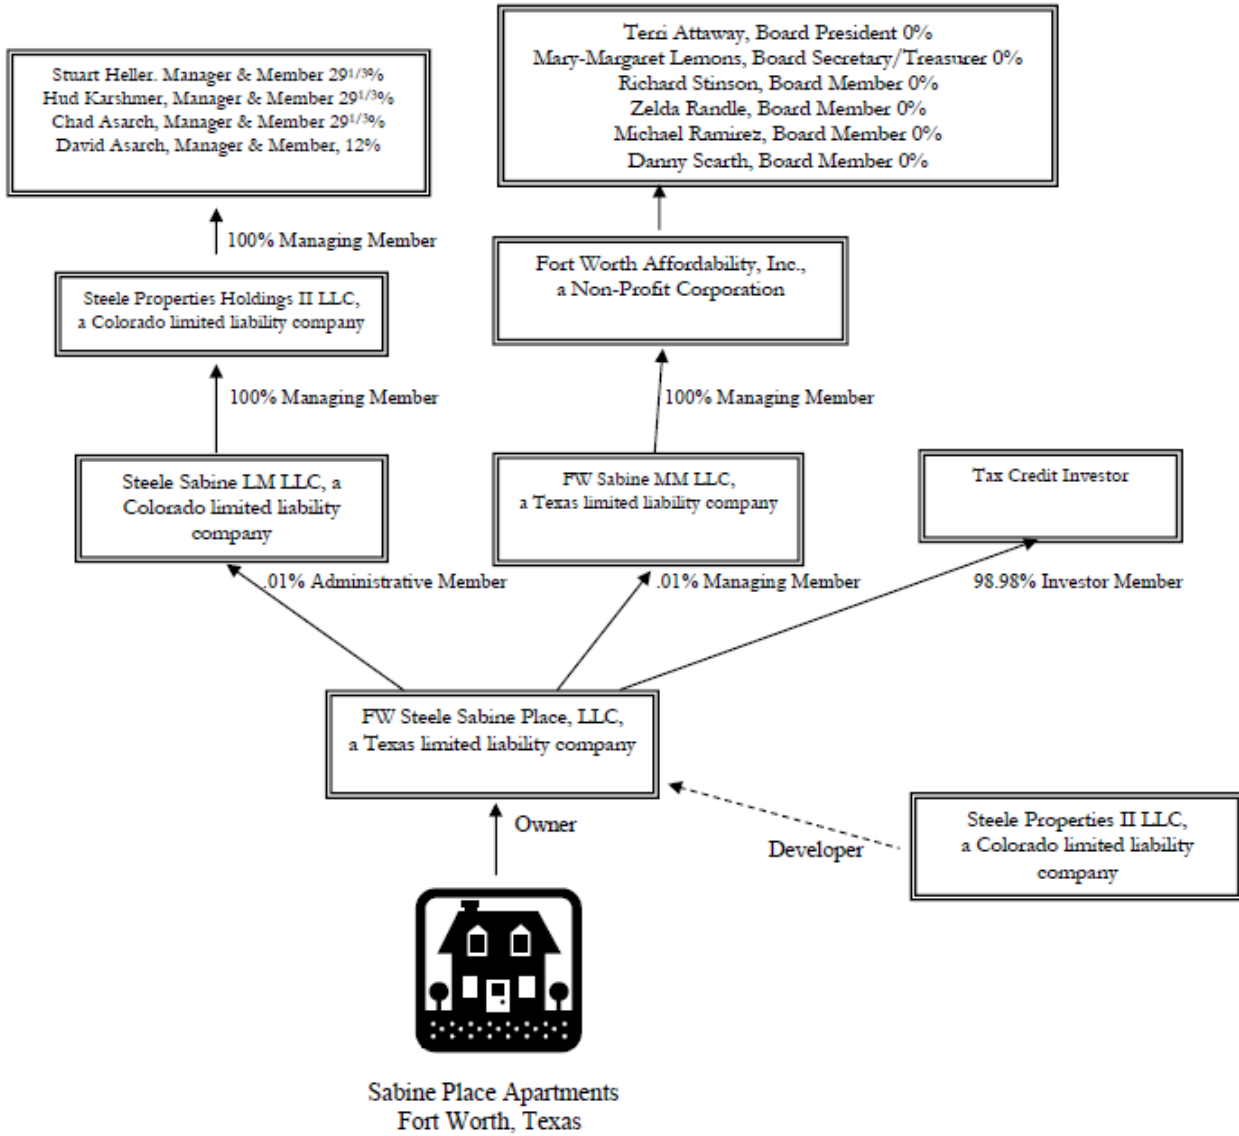 Stuart Heller. Manager & Member 29¹/³%
Hud Karshmer, Manager & Member 29¹/³%
Chad Asarch, Manager & Member 29¹/³%
David Asarch, Manager & Member, 12%
Terri Attaway, Board President 0%
Mary-Margaret Lemons, Board Secretary/Treasurer 0%
Richard Stinson, Board Member 0%
Zelda Randle, Board Member 0%
Michael Ramirez, Board Member 0%
Danny Scarth, Board Member 0%
100% Managing Member
Steele Properties Holdings II LLC,
a Colorado limited liability company
Fort Worth Affordability, Inc.,
a Non-Profit Corporation
100% Managing Member
100% Managing Member
Steele Sabine LM LLC, a
Colorado limited liability
company
FW Sabine MM LLC,
a Texas limited liability company
Tax Credit Investor
.01% Administrative Member
.01% Managing Member
98.98% Investor Member
FW Steele Sabine Place, LLC,
a Texas limited liability company
Owner
Developer
Steele Properties II LLC,
a Colorado limited liability
company
Sabine Place Apartments
Fort Worth, Texas